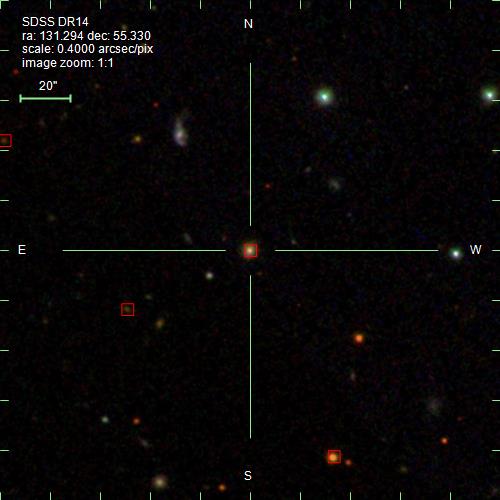 SDSS DR14
ra: 131.294 dec: 55.330
scale: 0.4000 arcsec/pix
image zoom: 1:1
20"
N
E
W
S